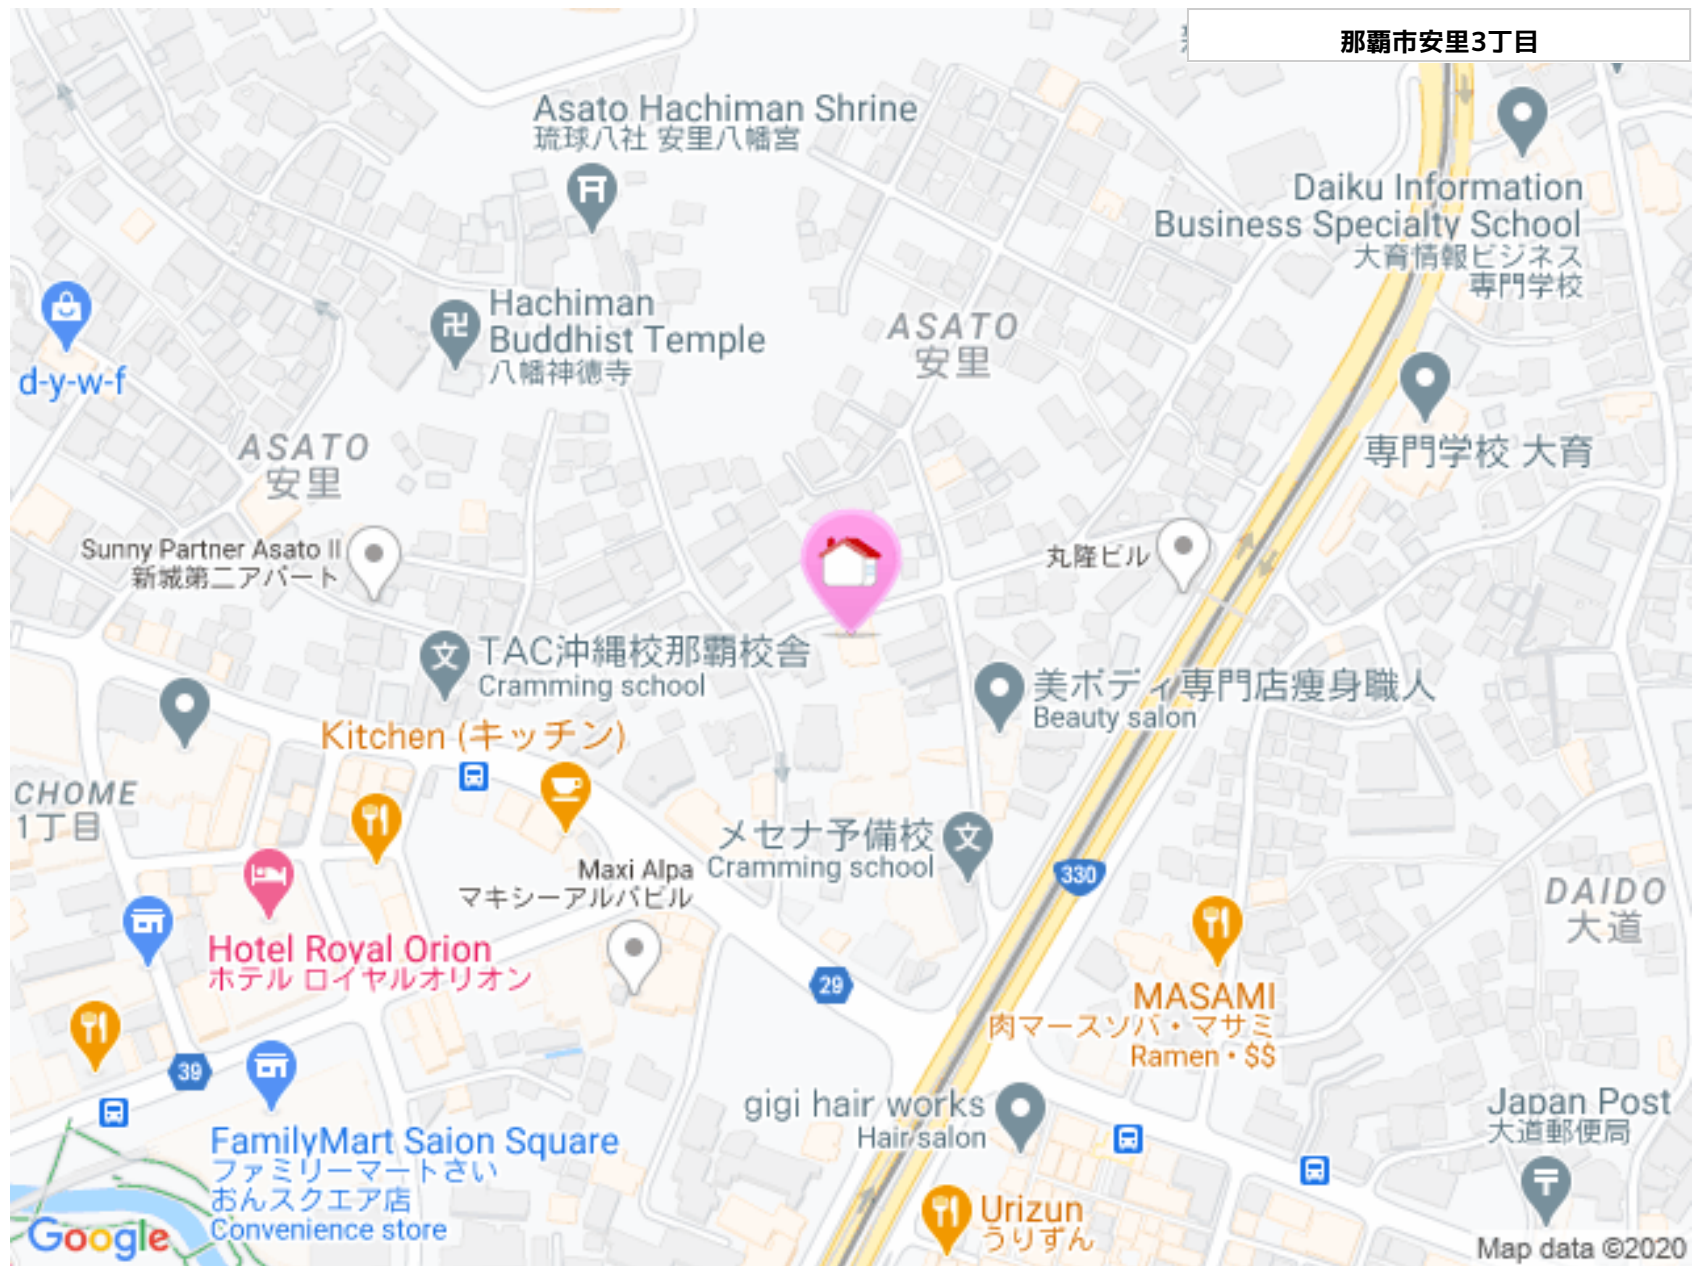 那覇市安里3丁目
Asato Hachiman Shrine
琉球八社 安里八幡宮
Daiku Information
Business Specialty School
大育情報ビジネス
専門学校
Hachiman
Buddhist Temple
八幡神徳寺
ASATO
安里
d-y-w-f
ASATO
安里
専門学校 大育
Sunny Partner Asato II
新城第二アパート
丸隆ビル
TAC沖縄校那覇校舎
Cramming school
美ボディ専門店痩身職人
Beauty salon
Kitchen (キッチン)
CHOME
1丁目
メセナ予備校
Cramming school
Maxi Alpa
マキシーアルパビル
330
DAIDO
大道
Hotel Royal Orion
ホテル ロイヤルオリオン
29
MASAMI
肉マースソバ・マサミ
Ramen • $$
39
gigi hair works
Hair salon
Japan Post
大道郵便局
FamilyMart Saion Square
ファミリーマートさい
おんスクエア店
Convenience store
Urizun
うりずん
Google
Map data ©2020